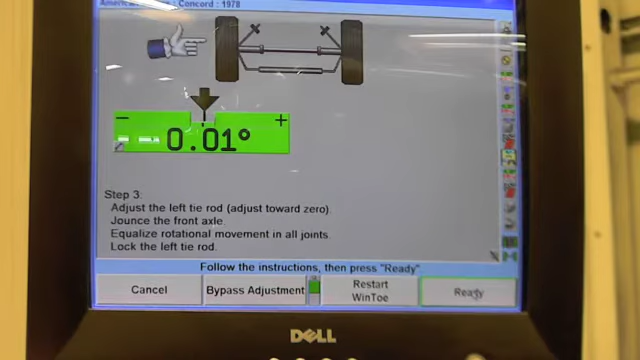 American : Concord : 1978
− +
0.01°
Step 3:
Adjust the left tie rod (adjust toward zero).
Jounce the front axle.
Equalize rotational movement in all joints.
Lock the left tie rod.
Follow the instructions, then press "Ready"
Cancel
Bypass Adjustment
Restart
WinToe
Ready
DELL